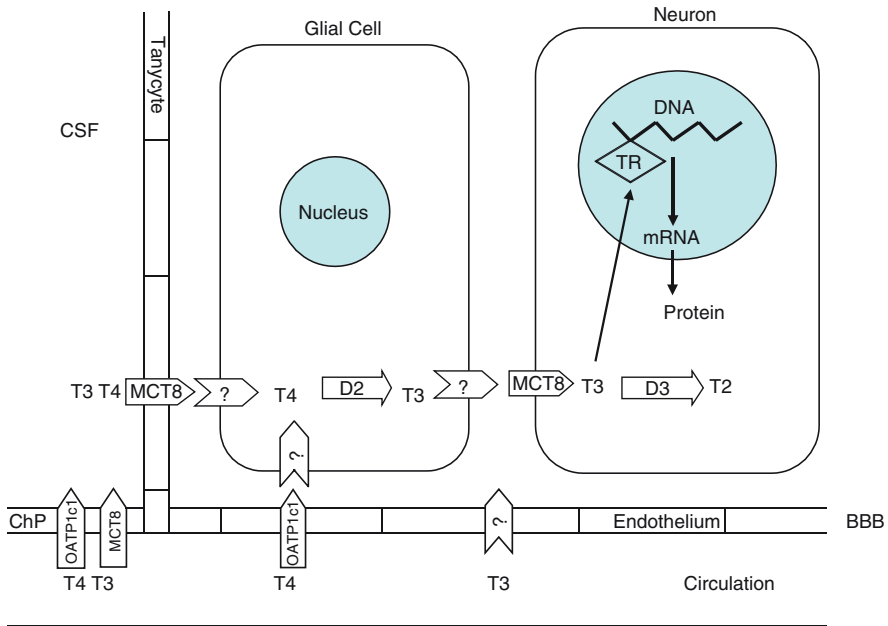 Neuron
Glial Cell
Tanycyte
CSF
DNA
TR
Nucleus
mRNA
Protein
T3 T4 MCT8 ? T4 D2 T3 ? MCT8 T3 D3 T2
?
ChP OATP1c1 MCT8 OATP1c1 ? Endothelium BBB
T4 T3 T4 T3 Circulation